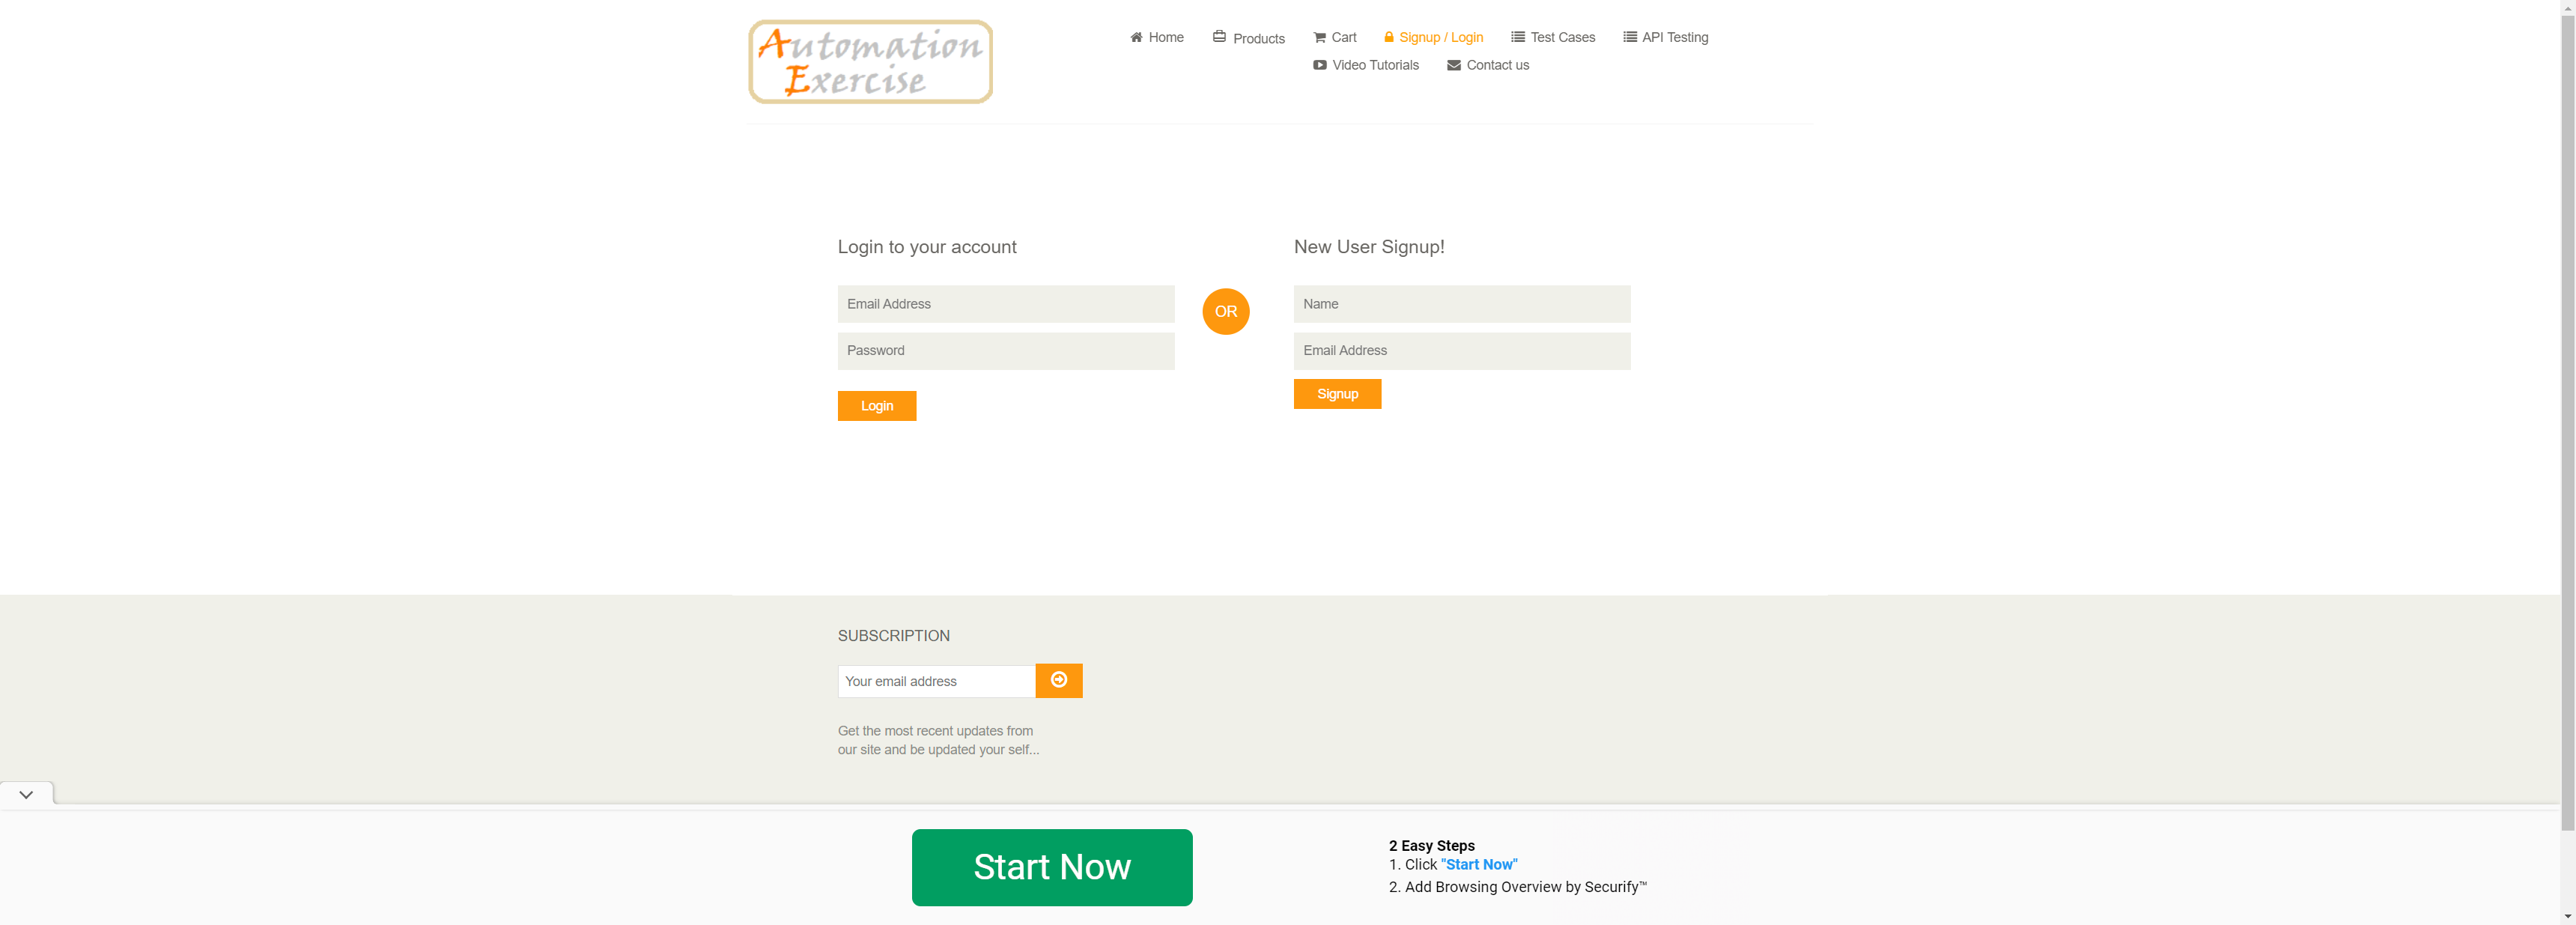 Automation
Exercise
Home Products Cart Signup / Login Test Cases API Testing
Video Tutorials Contact us
Login to your account
Email Address
Password
Login
OR
New User Signup!
Name
Email Address
Signup
SUBSCRIPTION
Your email address
Get the most recent updates from
our site and be updated your self...
Start Now
2 Easy Steps
1. Click "Start Now"
2. Add Browsing Overview by Securify™